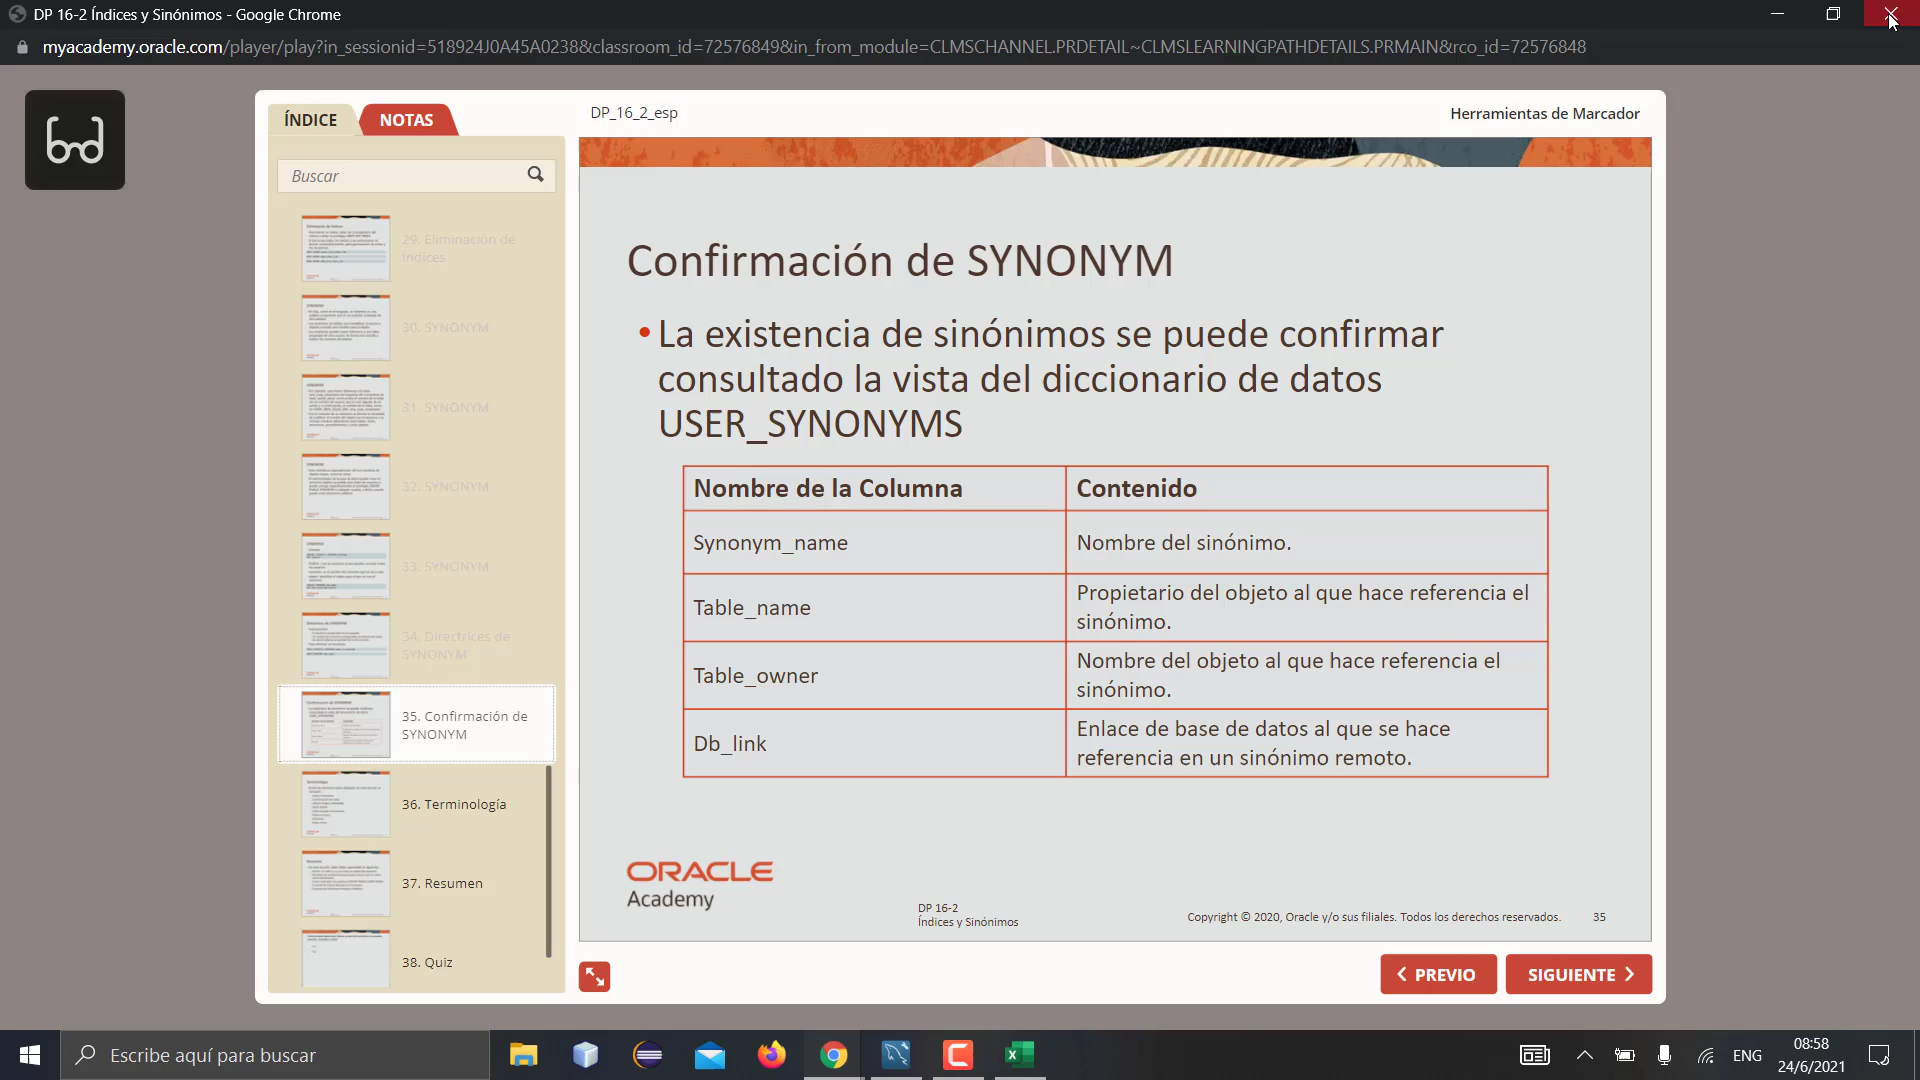 DP 16-2 Índices y Sinónimos - Google Chrome
myacademy.oracle.com/player/play?in_sessionid=518924J0A45A0238&classroom_id=72576849&in_from_module=CLMSCHANNEL.PRDETAIL~CLMSLEARNINGPATHDETAILS.PRMAIN&rco_id=72576848
ÍNDICE
NOTAS
DP_16_2_esp
Herramientas de Marcador
Buscar
29. Eliminación de
Índices
30. SYNONYM
31. SYNONYM
32. SYNONYM
33. SYNONYM
34. Directrices de
SYNONYM
35. Confirmación de
SYNONYM
36. Terminología
37. Resumen
38. Quiz
Confirmación de SYNONYM
• La existencia de sinónimos se puede confirmar
consultado la vista del diccionario de datos
USER_SYNONYMS
Nombre de la Columna
Contenido
Synonym_name
Nombre del sinónimo.
Table_name
Propietario del objeto al que hace referencia el
sinónimo.
Table_owner
Nombre del objeto al que hace referencia el
sinónimo.
Db_link
Enlace de base de datos al que se hace
referencia en un sinónimo remoto.
ORACLE
Academy
DP 16-2
Índices y Sinónimos
Copyright © 2020, Oracle y/o sus filiales. Todos los derechos reservados.
35
PREVIO
SIGUIENTE
Escribe aquí para buscar
ENG
08:58
24/6/2021